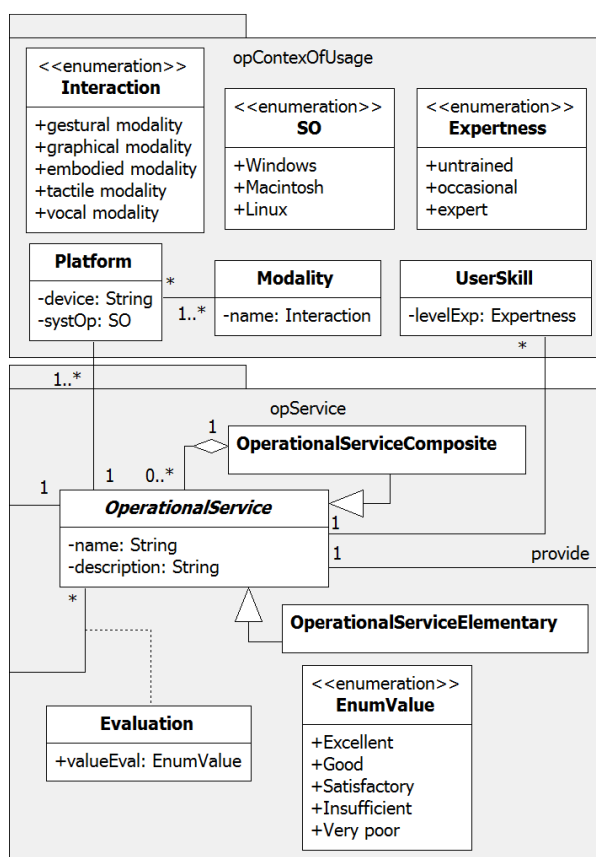 opContexOfUsage
<<enumeration>>
Interaction
+gestural modality
+graphical modality
+embodied modality
+tactile modality
+vocal modality
<<enumeration>>
SO
+Windows
+Macintosh
+Linux
<<enumeration>>
Expertness
+untrained
+occasional
+expert
Platform
-device: String
-systOp: SO
*
1..*
Modality
-name: Interaction
UserSkill
-levelExp: Expertness
*
1..*
opService
1
OperationalServiceComposite
0..*
1
1
OperationalService
-name: String
-description: String
1
1
provide
*
OperationalServiceElementary
Evaluation
+valueEval: EnumValue
<<enumeration>>
EnumValue
+Excellent
+Good
+Satisfactory
+Insufficient
+Very poor